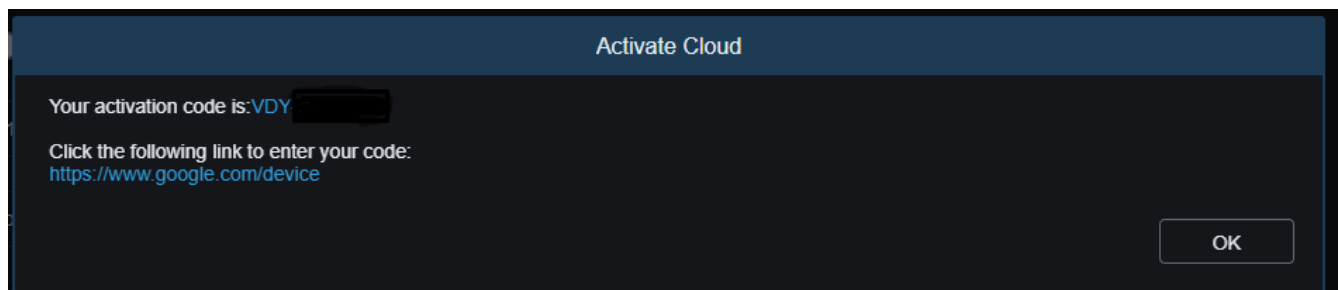 Activate Cloud
Your activation code is:VDY
Click the following link to enter your code:
https://www.google.com/device
OK